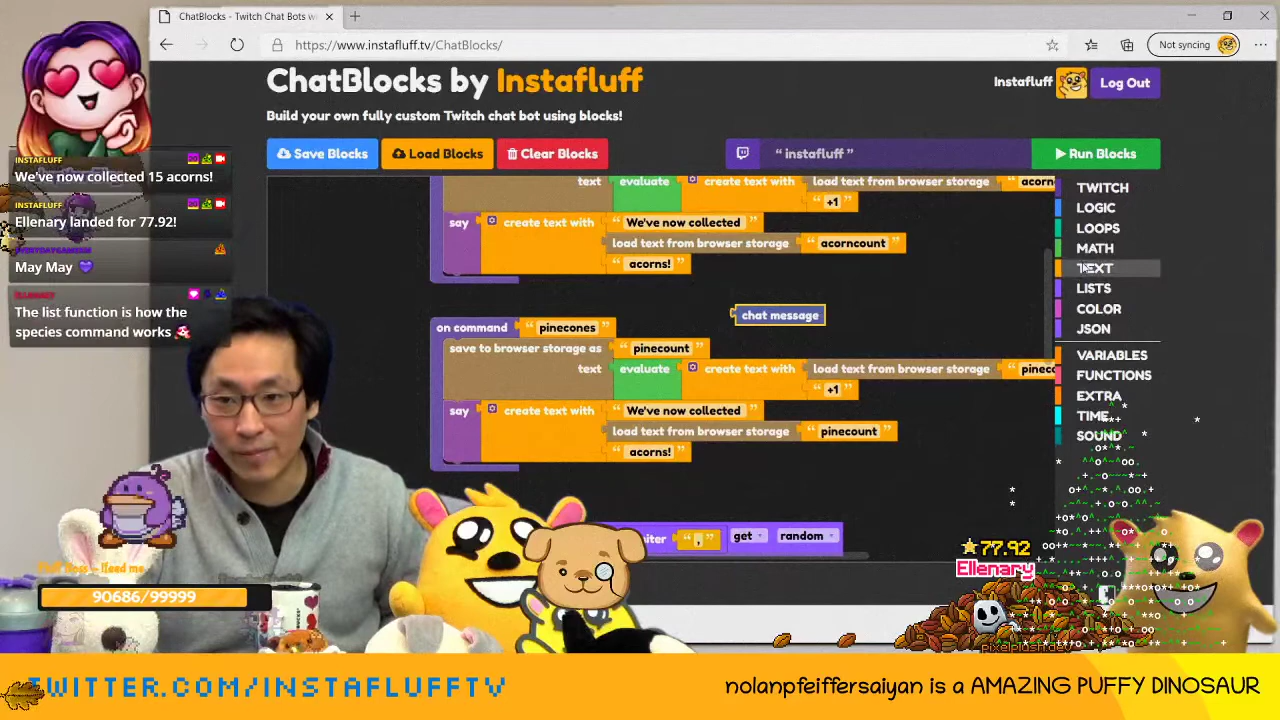 ChatBlocks - Twitch Chat Bots wi
https://www.instafluff.tv/ChatBlocks/
Not syncing
ChatBlocks by Instafluff
Instafluff
Log Out
Build your own fully custom Twitch chat bot using blocks!
Save Blocks
Load Blocks
Clear Blocks
“ instafluff ”
Run Blocks
INSTAFLUFF
We've now collected 15 acorns!
INSTAFLUFF
Ellenary landed for 77.92!
May May 💜
The list function is how the
species command works
text evaluate create text with load text from browser storage “ acorn
“ +1 ”
say create text with “ We've now collected ”
load text from browser storage “ acorncount ”
“ acorns! ”
chat message
on command “ pinecones ”
save to browser storage as “ pinecount ”
text evaluate create text with load text from browser storage “ pineco
“ +1 ”
say create text with “ We've now collected ”
load text from browser storage “ pinecount ”
“ acorns! ”
iter “ , ” get random
TWITCH
LOGIC
LOOPS
MATH
TEXT
LISTS
COLOR
JSON
VARIABLES
FUNCTIONS
EXTRA
TIME
SOUND
90686/99999
77.92
Ellenary
pixelplush.dev
TWITTER.COM/INSTAFLUFFTV
nolanpfeiffersaiyan is a AMAZING PUFFY DINOSAUR